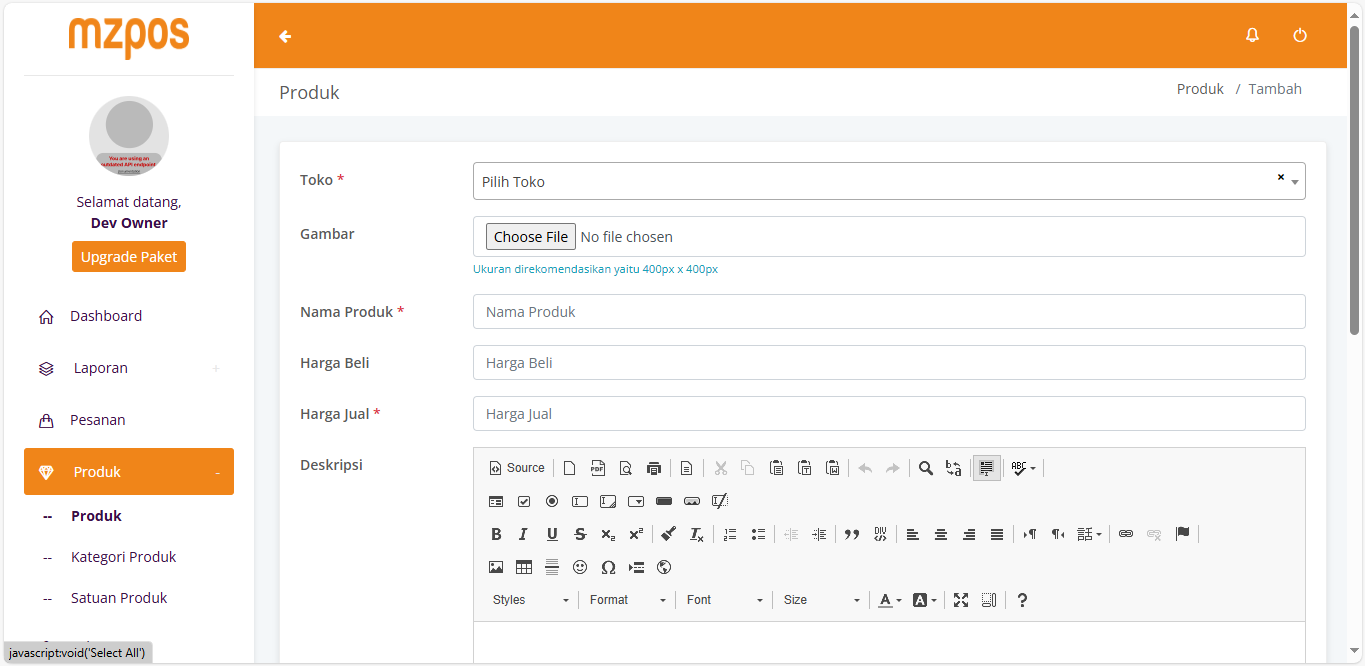 mzpos
You are using an
outdated API endpoint
Selamat datang,
Dev Owner
Upgrade Paket
Dashboard
Laporan +
Pesanan
Produk -
-- Produk
-- Kategori Produk
-- Satuan Produk
javascript:void('Select All')
Produk
Produk / Tambah
Toko *
Pilih Toko
×
Gambar
Choose File No file chosen
Ukuran direkomendasikan yaitu 400px x 400px
Nama Produk *
Nama Produk
Harga Beli
Harga Beli
Harga Jual *
Harga Jual
Deskripsi
Source
Styles Format Font Size